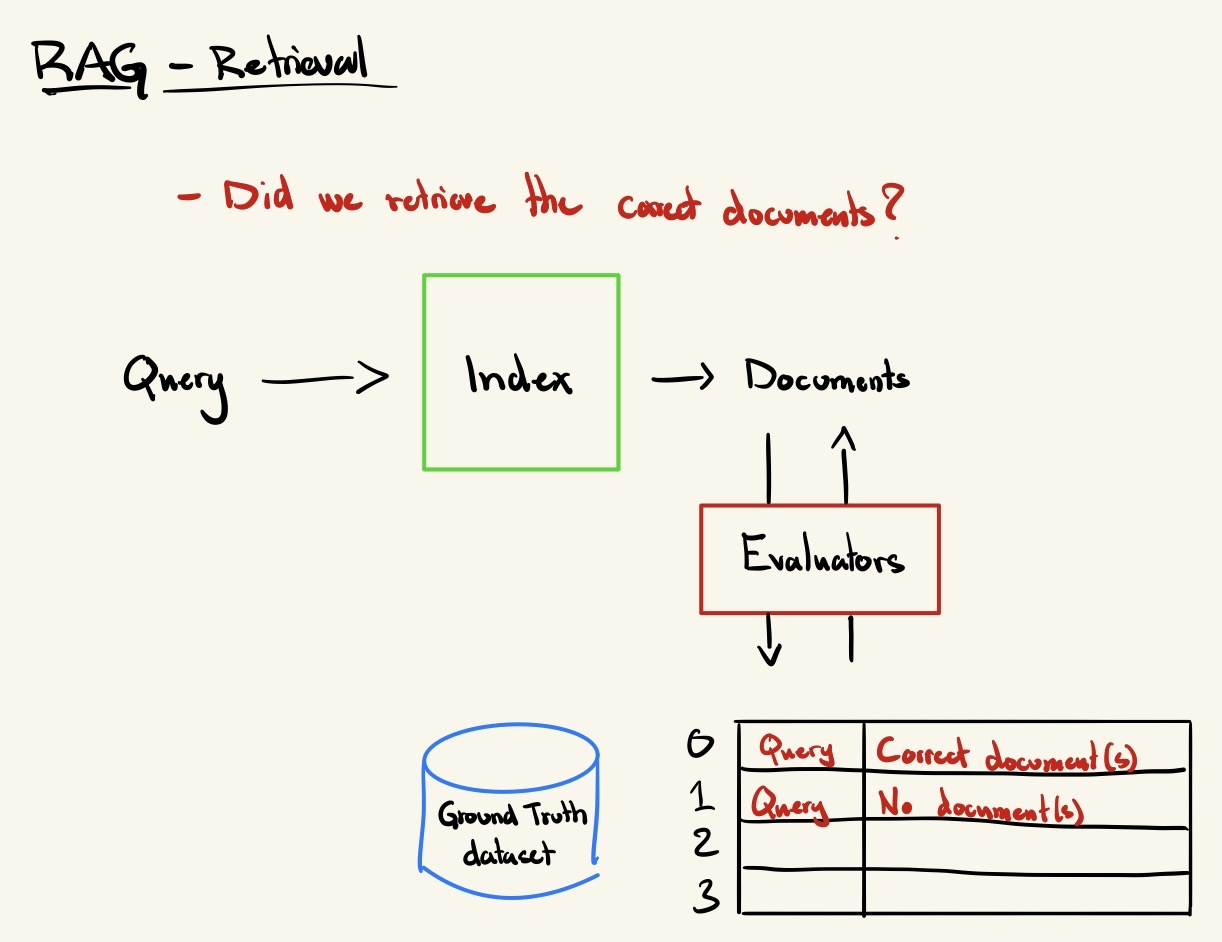 RAG - Retrieval
- Did we retrieve the correct documents?
Query
Index
Documents
Evaluators
Ground Truth
dataset
0 Query Correct document(s)
1 Query No document(s)
2
3